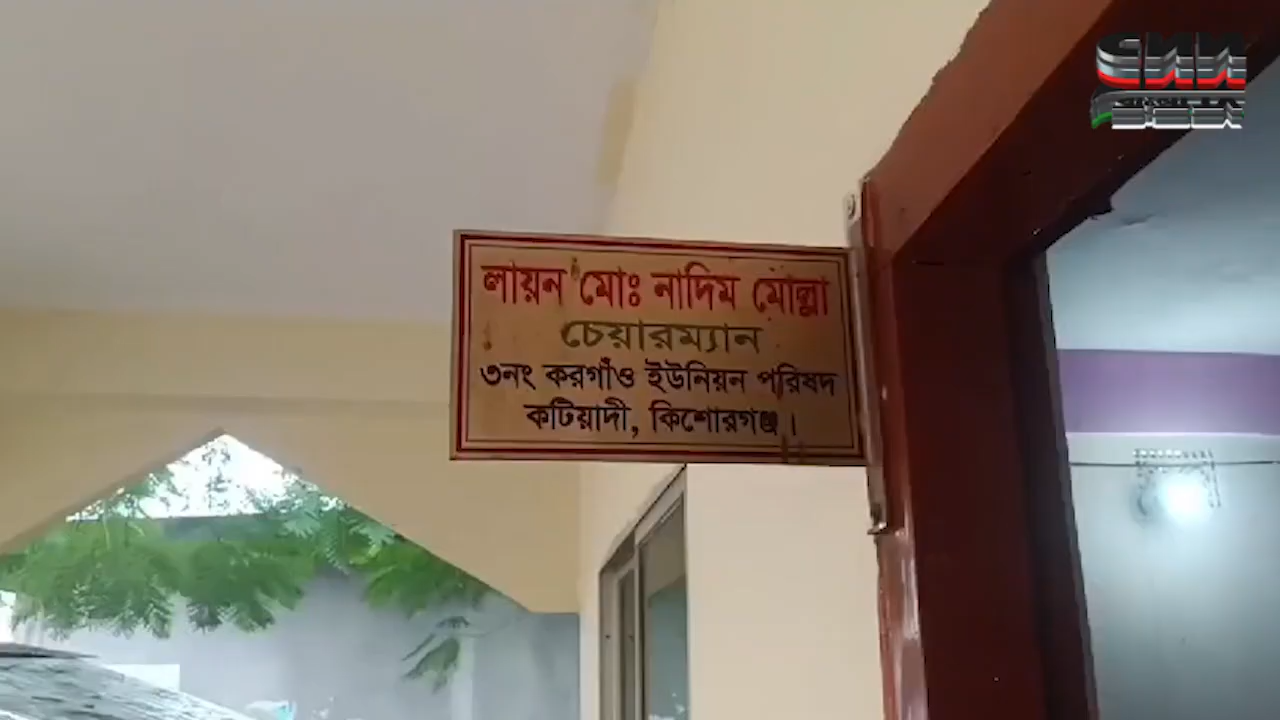 লায়ন মোঃ নাদিম মোল্লা
চেয়ারম্যান
৩নং করগাঁও ইউনিয়ন পরিষদ
কটিয়াদী, কিশোরগঞ্জ।